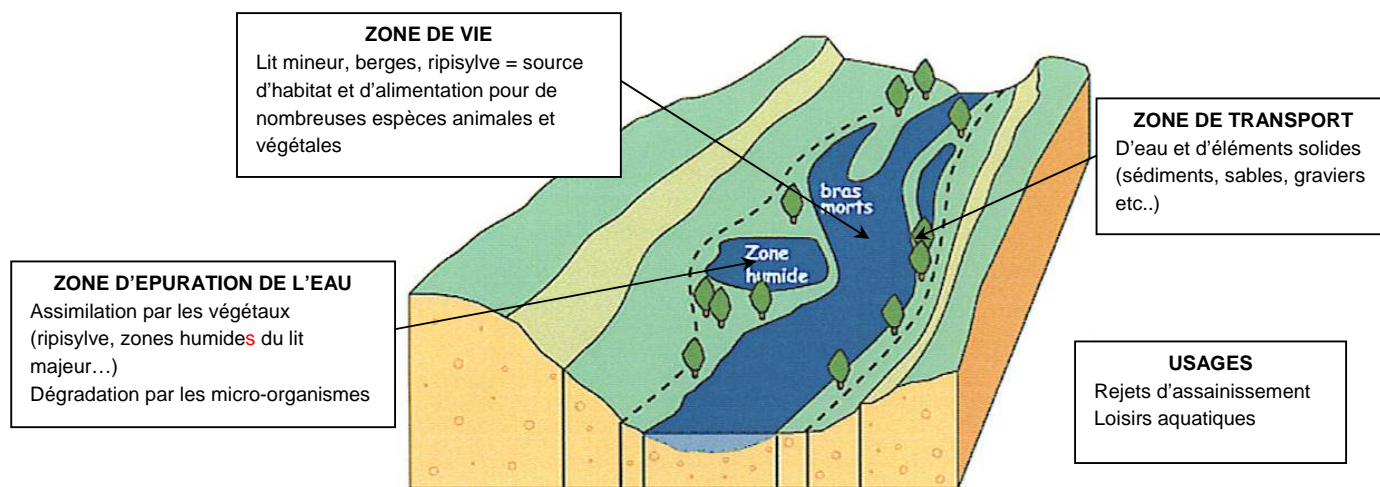 ZONE DE VIE
Lit mineur, berges, ripisylve = source
d'habitat et d'alimentation pour de
nombreuses espèces animales et
végétales
ZONE DE TRANSPORT
D'eau et d'éléments solides
(sédiments, sables, graviers
etc..)
bras
morts
Zone
humide
ZONE D'EPURATION DE L'EAU
Assimilation par les végétaux
(ripisylve, zones humides du lit
majeur…)
Dégradation par les micro-organismes
USAGES
Rejets d'assainissement
Loisirs aquatiques